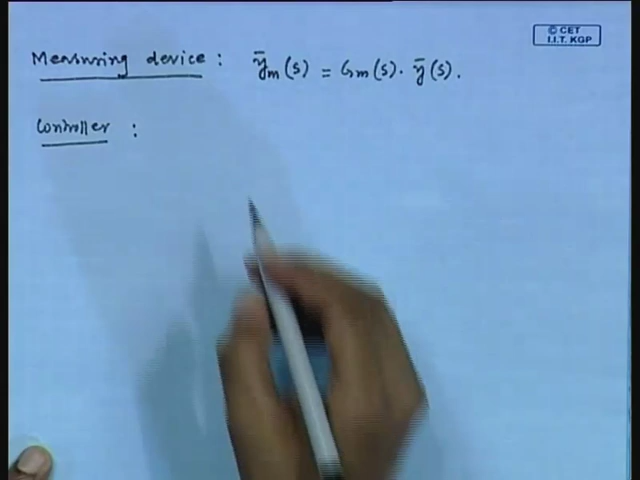 © CET
I.I.T. KGP
Measuring device : ȳm(s) = Gm(s). ȳ(s).
Controller :